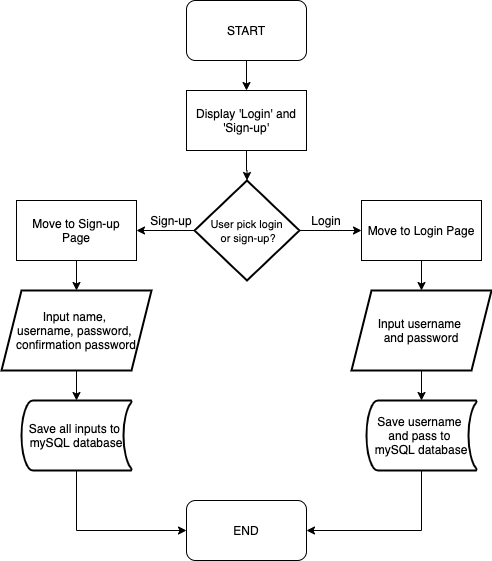 START
Display 'Login' and
'Sign-up'
User pick login
or sign-up?
Sign-up
Login
Move to Sign-up
Page
Move to Login Page
Input name,
username, password,
confirmation password
Input username
and password
Save all inputs to
mySQL database
Save username
and pass to
mySQL database
END